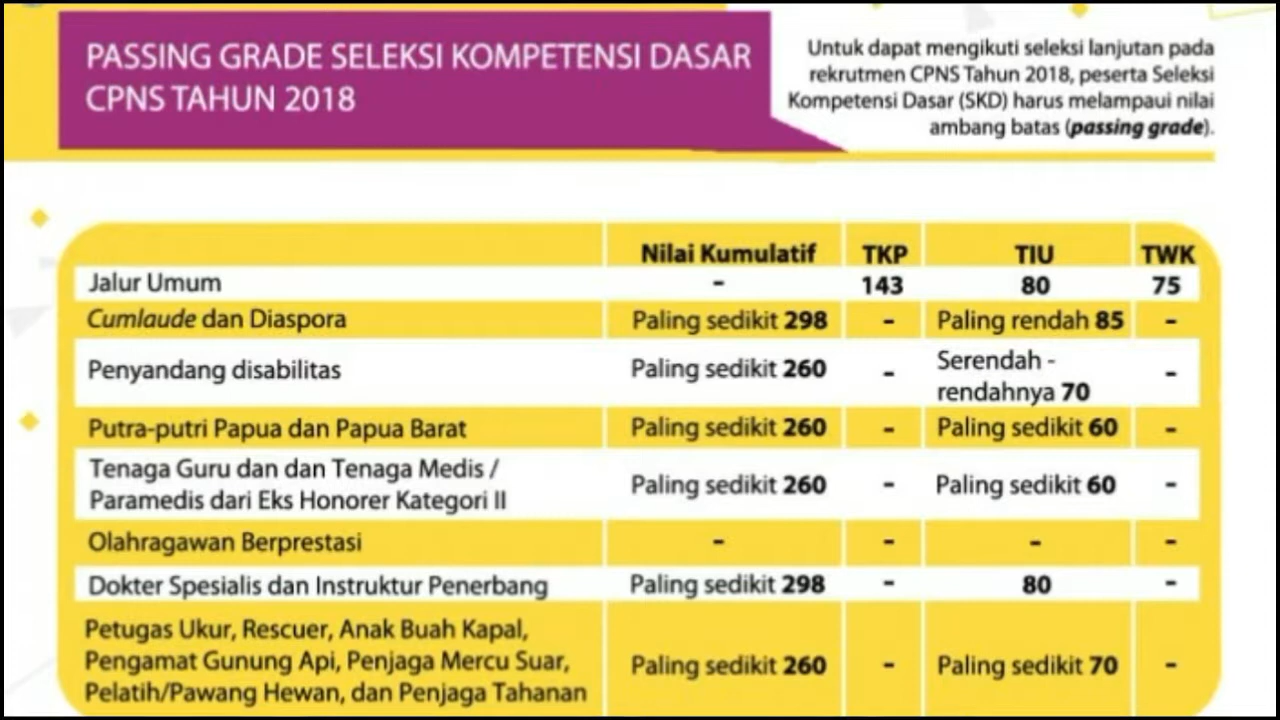 PASSING GRADE SELEKSI KOMPETENSI DASAR
CPNS TAHUN 2018
Untuk dapat mengikuti seleksi lanjutan pada
rekrutmen CPNS Tahun 2018, peserta Seleksi
Kompetensi Dasar (SKD) harus melampaui nilai
ambang batas (passing grade).
Nilai Kumulatif TKP TIU TWK
Jalur Umum - 143 80 75
Cumlaude dan Diaspora Paling sedikit 298 - Paling rendah 85 -
Penyandang disabilitas Paling sedikit 260 - Serendah -
rendahnya 70 -
Putra-putri Papua dan Papua Barat Paling sedikit 260 - Paling sedikit 60 -
Tenaga Guru dan dan Tenaga Medis /
Paramedis dari Eks Honorer Kategori II Paling sedikit 260 - Paling sedikit 60 -
Olahragawan Berprestasi - - - -
Dokter Spesialis dan Instruktur Penerbang Paling sedikit 298 - 80 -
Petugas Ukur, Rescuer, Anak Buah Kapal,
Pengamat Gunung Api, Penjaga Mercu Suar, Paling sedikit 260 - Paling sedikit 70 -
Pelatih/Pawang Hewan, dan Penjaga Tahanan